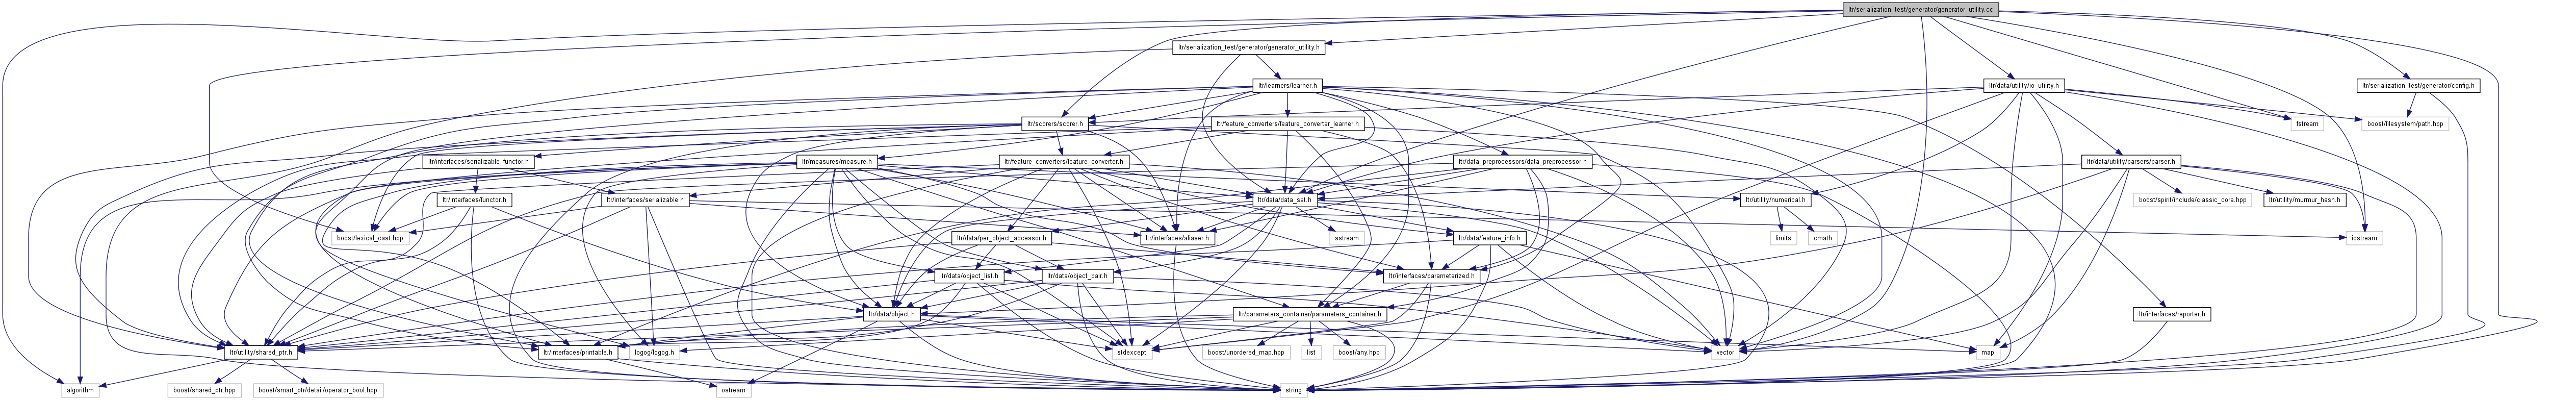 ltr/serialization_test/generator/generator_utility.cc
ltr/serialization_test/generator/generator_utility.h
ltr/learners/learner.h
ltr/data/utility/io_utility.h
ltr/serialization_test/generator/config.h
ltr/scorers/scorer.h
ltr/feature_converters/feature_converter_learner.h
fstream
boost/filesystem/path.hpp
ltr/interfaces/serializable_functor.h
ltr/measures/measure.h
ltr/feature_converters/feature_converter.h
ltr/data_preprocessors/data_preprocessor.h
ltr/data/utility/parsers/parser.h
ltr/interfaces/functor.h
ltr/interfaces/serializable.h
ltr/data/data_set.h
ltr/utility/numerical.h
boost/spirit/include/classic_core.hpp
ltr/utility/murmur_hash.h
boost/lexical_cast.hpp
ltr/data/per_object_accessor.h
ltr/interfaces/aliaser.h
sstream
ltr/data/feature_info.h
limits
cmath
iostream
ltr/data/object_list.h
ltr/data/object_pair.h
ltr/interfaces/parameterized.h
ltr/data/object.h
ltr/parameters_container/parameters_container.h
ltr/interfaces/reporter.h
ltr/utility/shared_ptr.h
ltr/interfaces/printable.h
logog/logog.h
stdexcept
boost/unordered_map.hpp
list
boost/any.hpp
vector
map
algorithm
boost/shared_ptr.hpp
boost/smart_ptr/detail/operator_bool.hpp
ostream
string